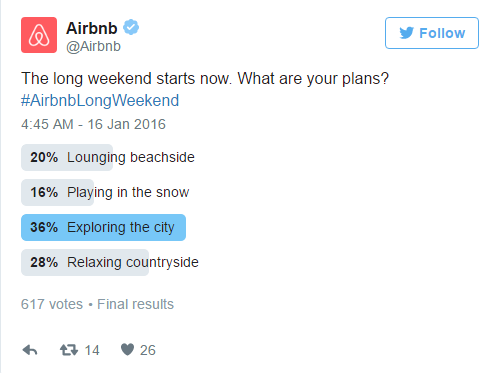 Airbnb
@Airbnb
Follow
The long weekend starts now. What are your plans?
#AirbnbLongWeekend
4:45 AM - 16 Jan 2016
20% Lounging beachside
16% Playing in the snow
36% Exploring the city
28% Relaxing countryside
617 votes • Final results
14 26